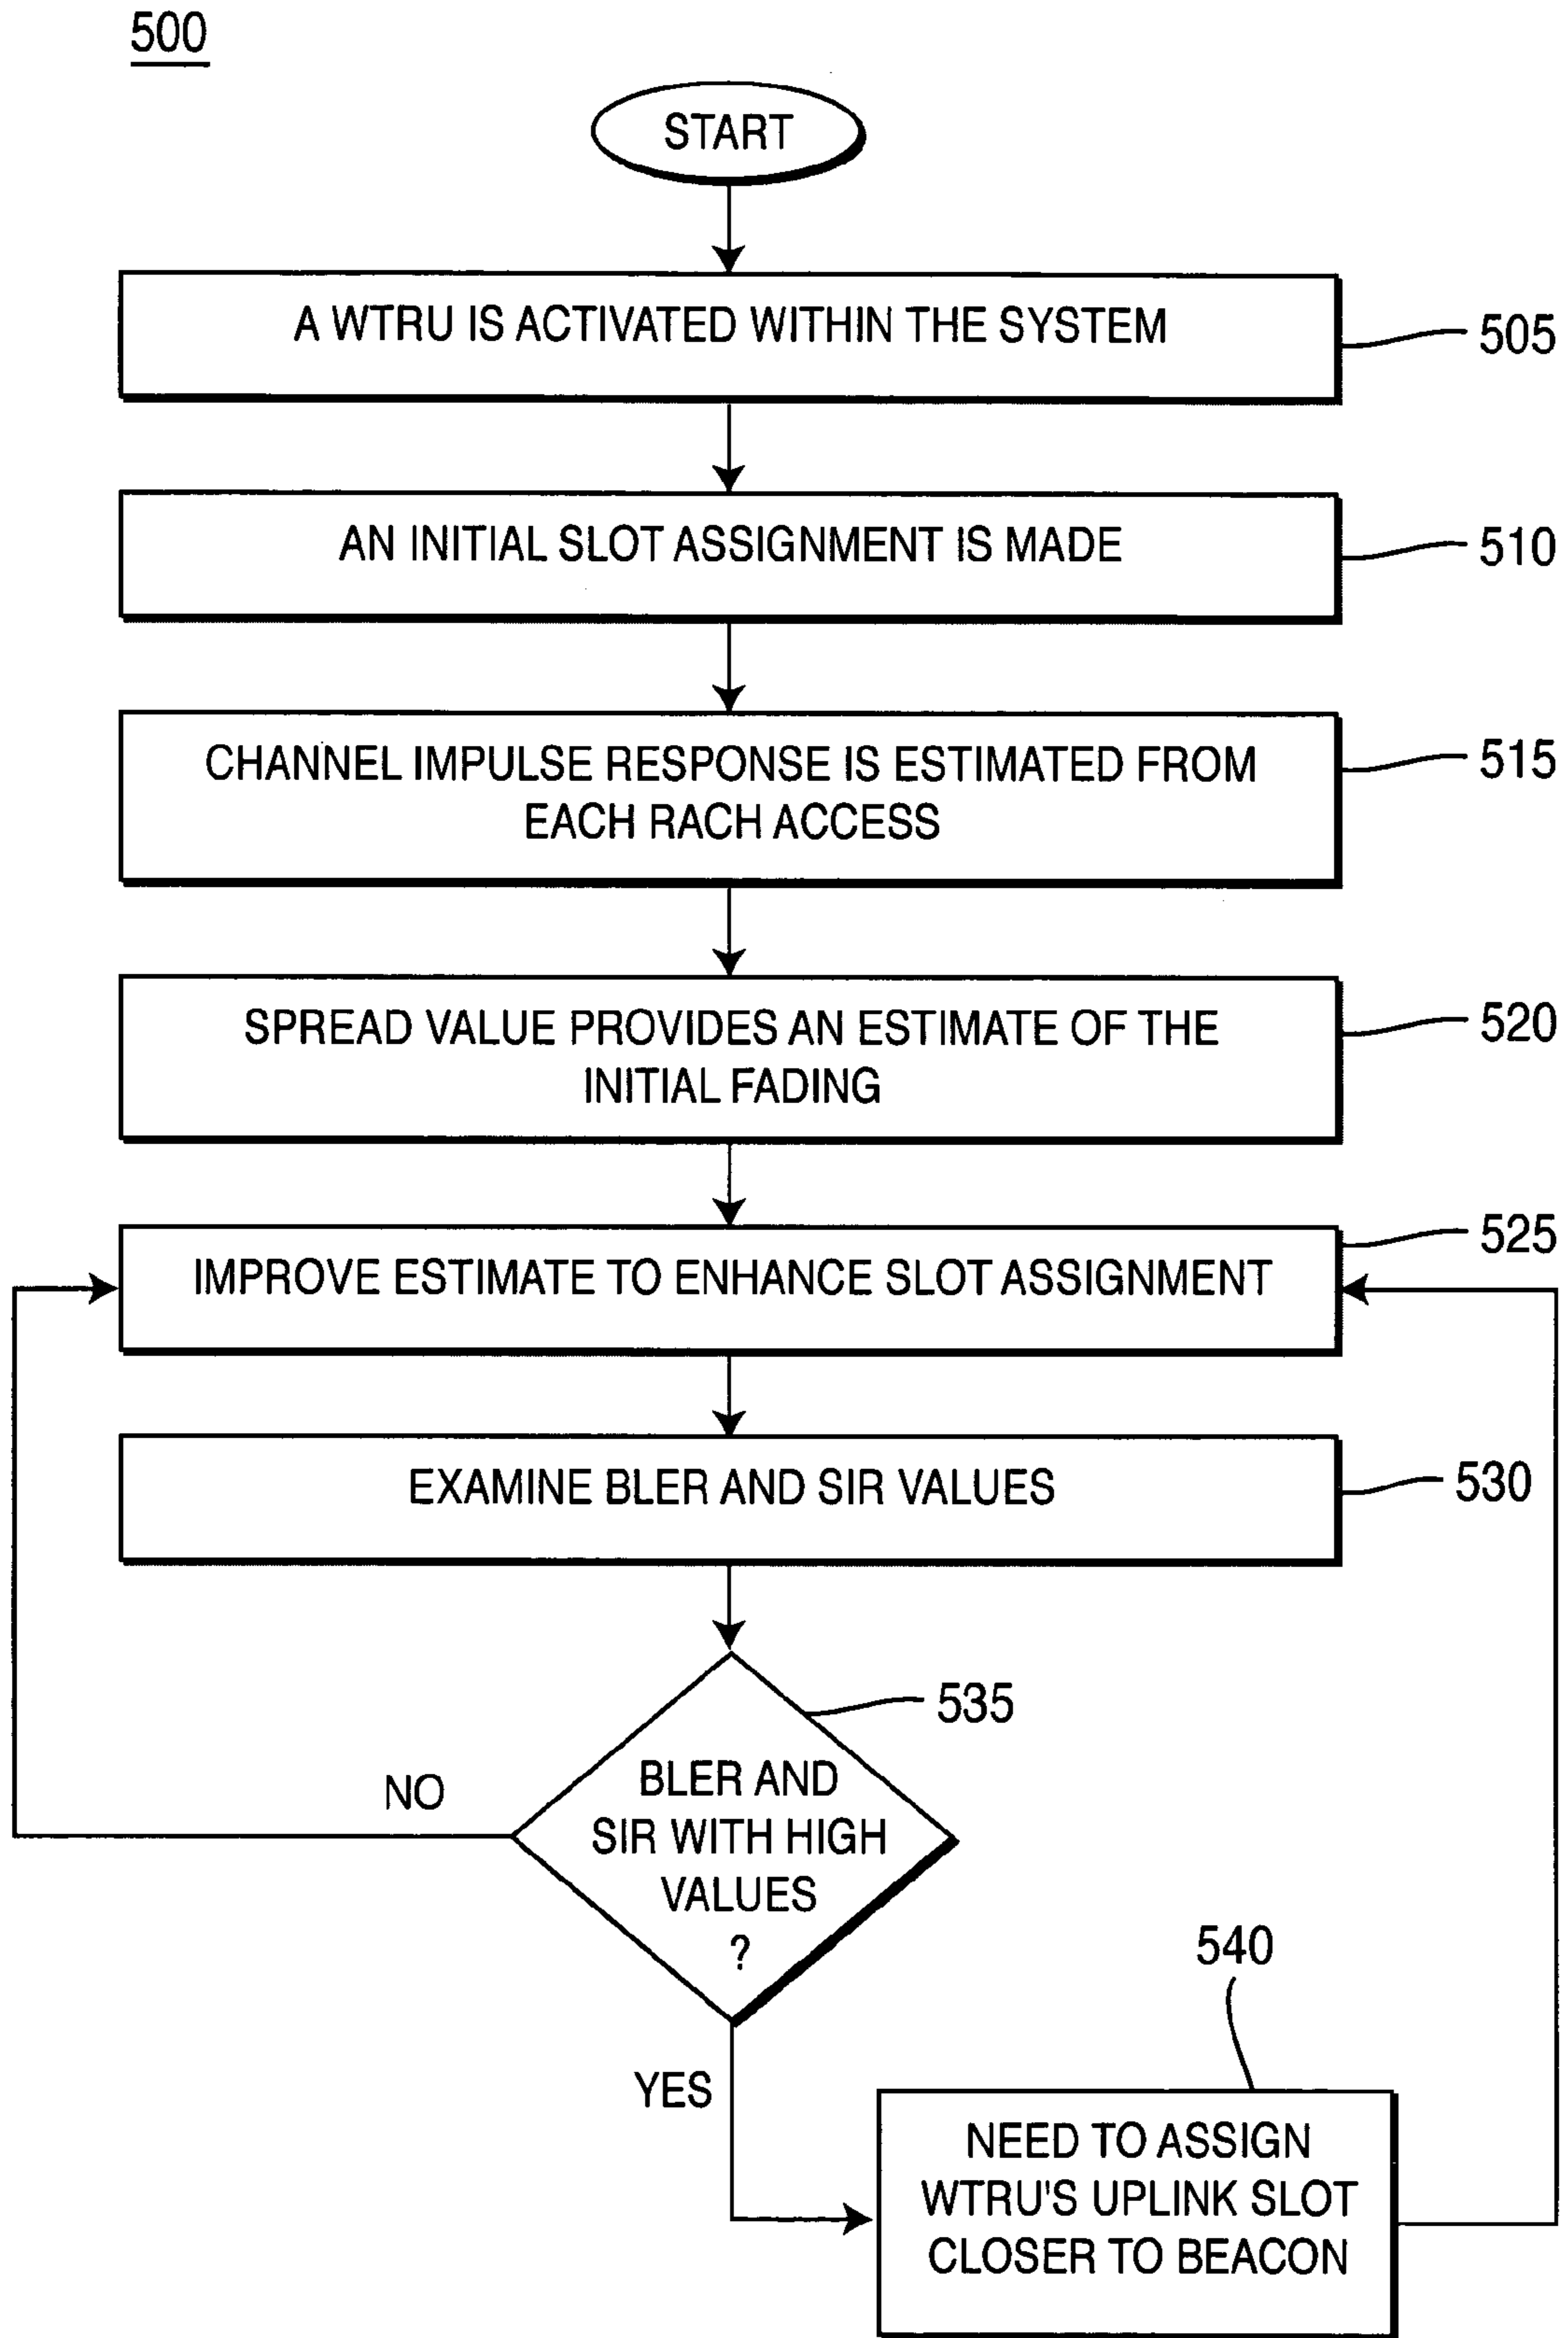 500
START
A WTRU IS ACTIVATED WITHIN THE SYSTEM
505
AN INITIAL SLOT ASSIGNMENT IS MADE
510
CHANNEL IMPULSE RESPONSE IS ESTIMATED FROM
EACH RACH ACCESS
515
SPREAD VALUE PROVIDES AN ESTIMATE OF THE
INITIAL FADING
520
IMPROVE ESTIMATE TO ENHANCE SLOT ASSIGNMENT
525
EXAMINE BLER AND SIR VALUES
530
535
BLER AND
SIR WITH HIGH
VALUES
?
NO
YES
540
NEED TO ASSIGN
WTRU'S UPLINK SLOT
CLOSER TO BEACON